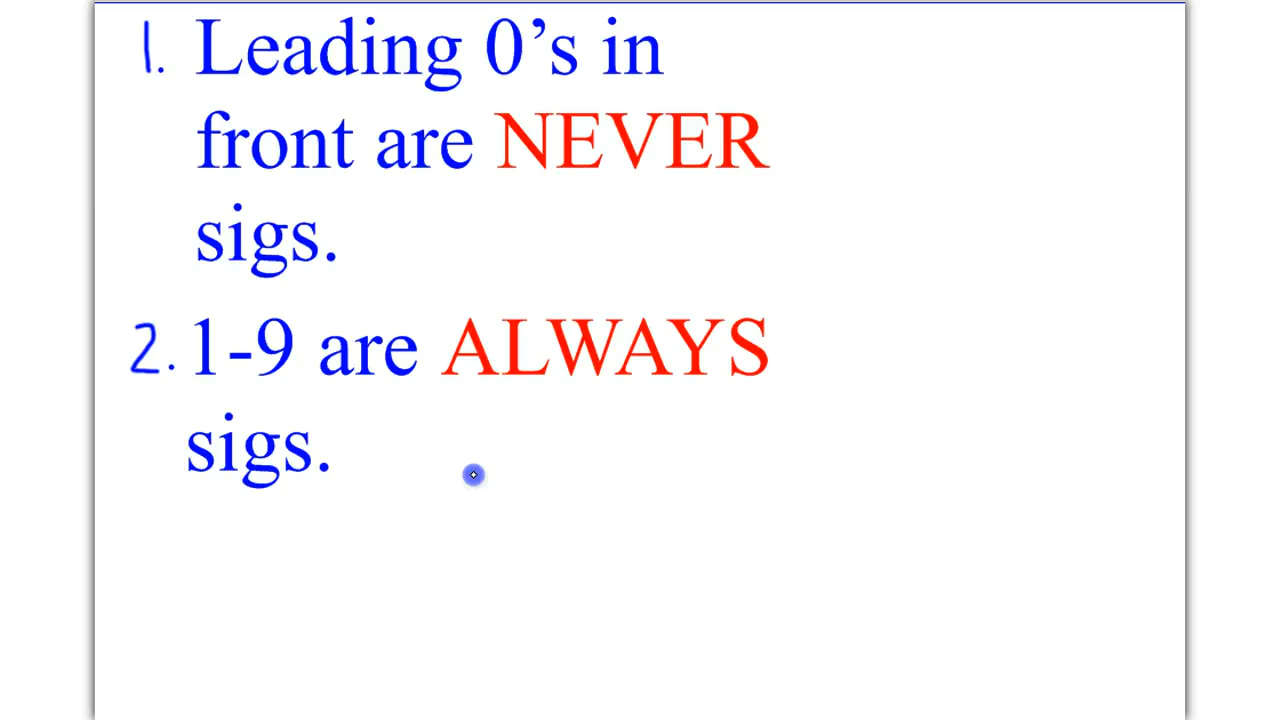 1. Leading 0’s in
front are NEVER
sigs.
2. 1-9 are ALWAYS
sigs.